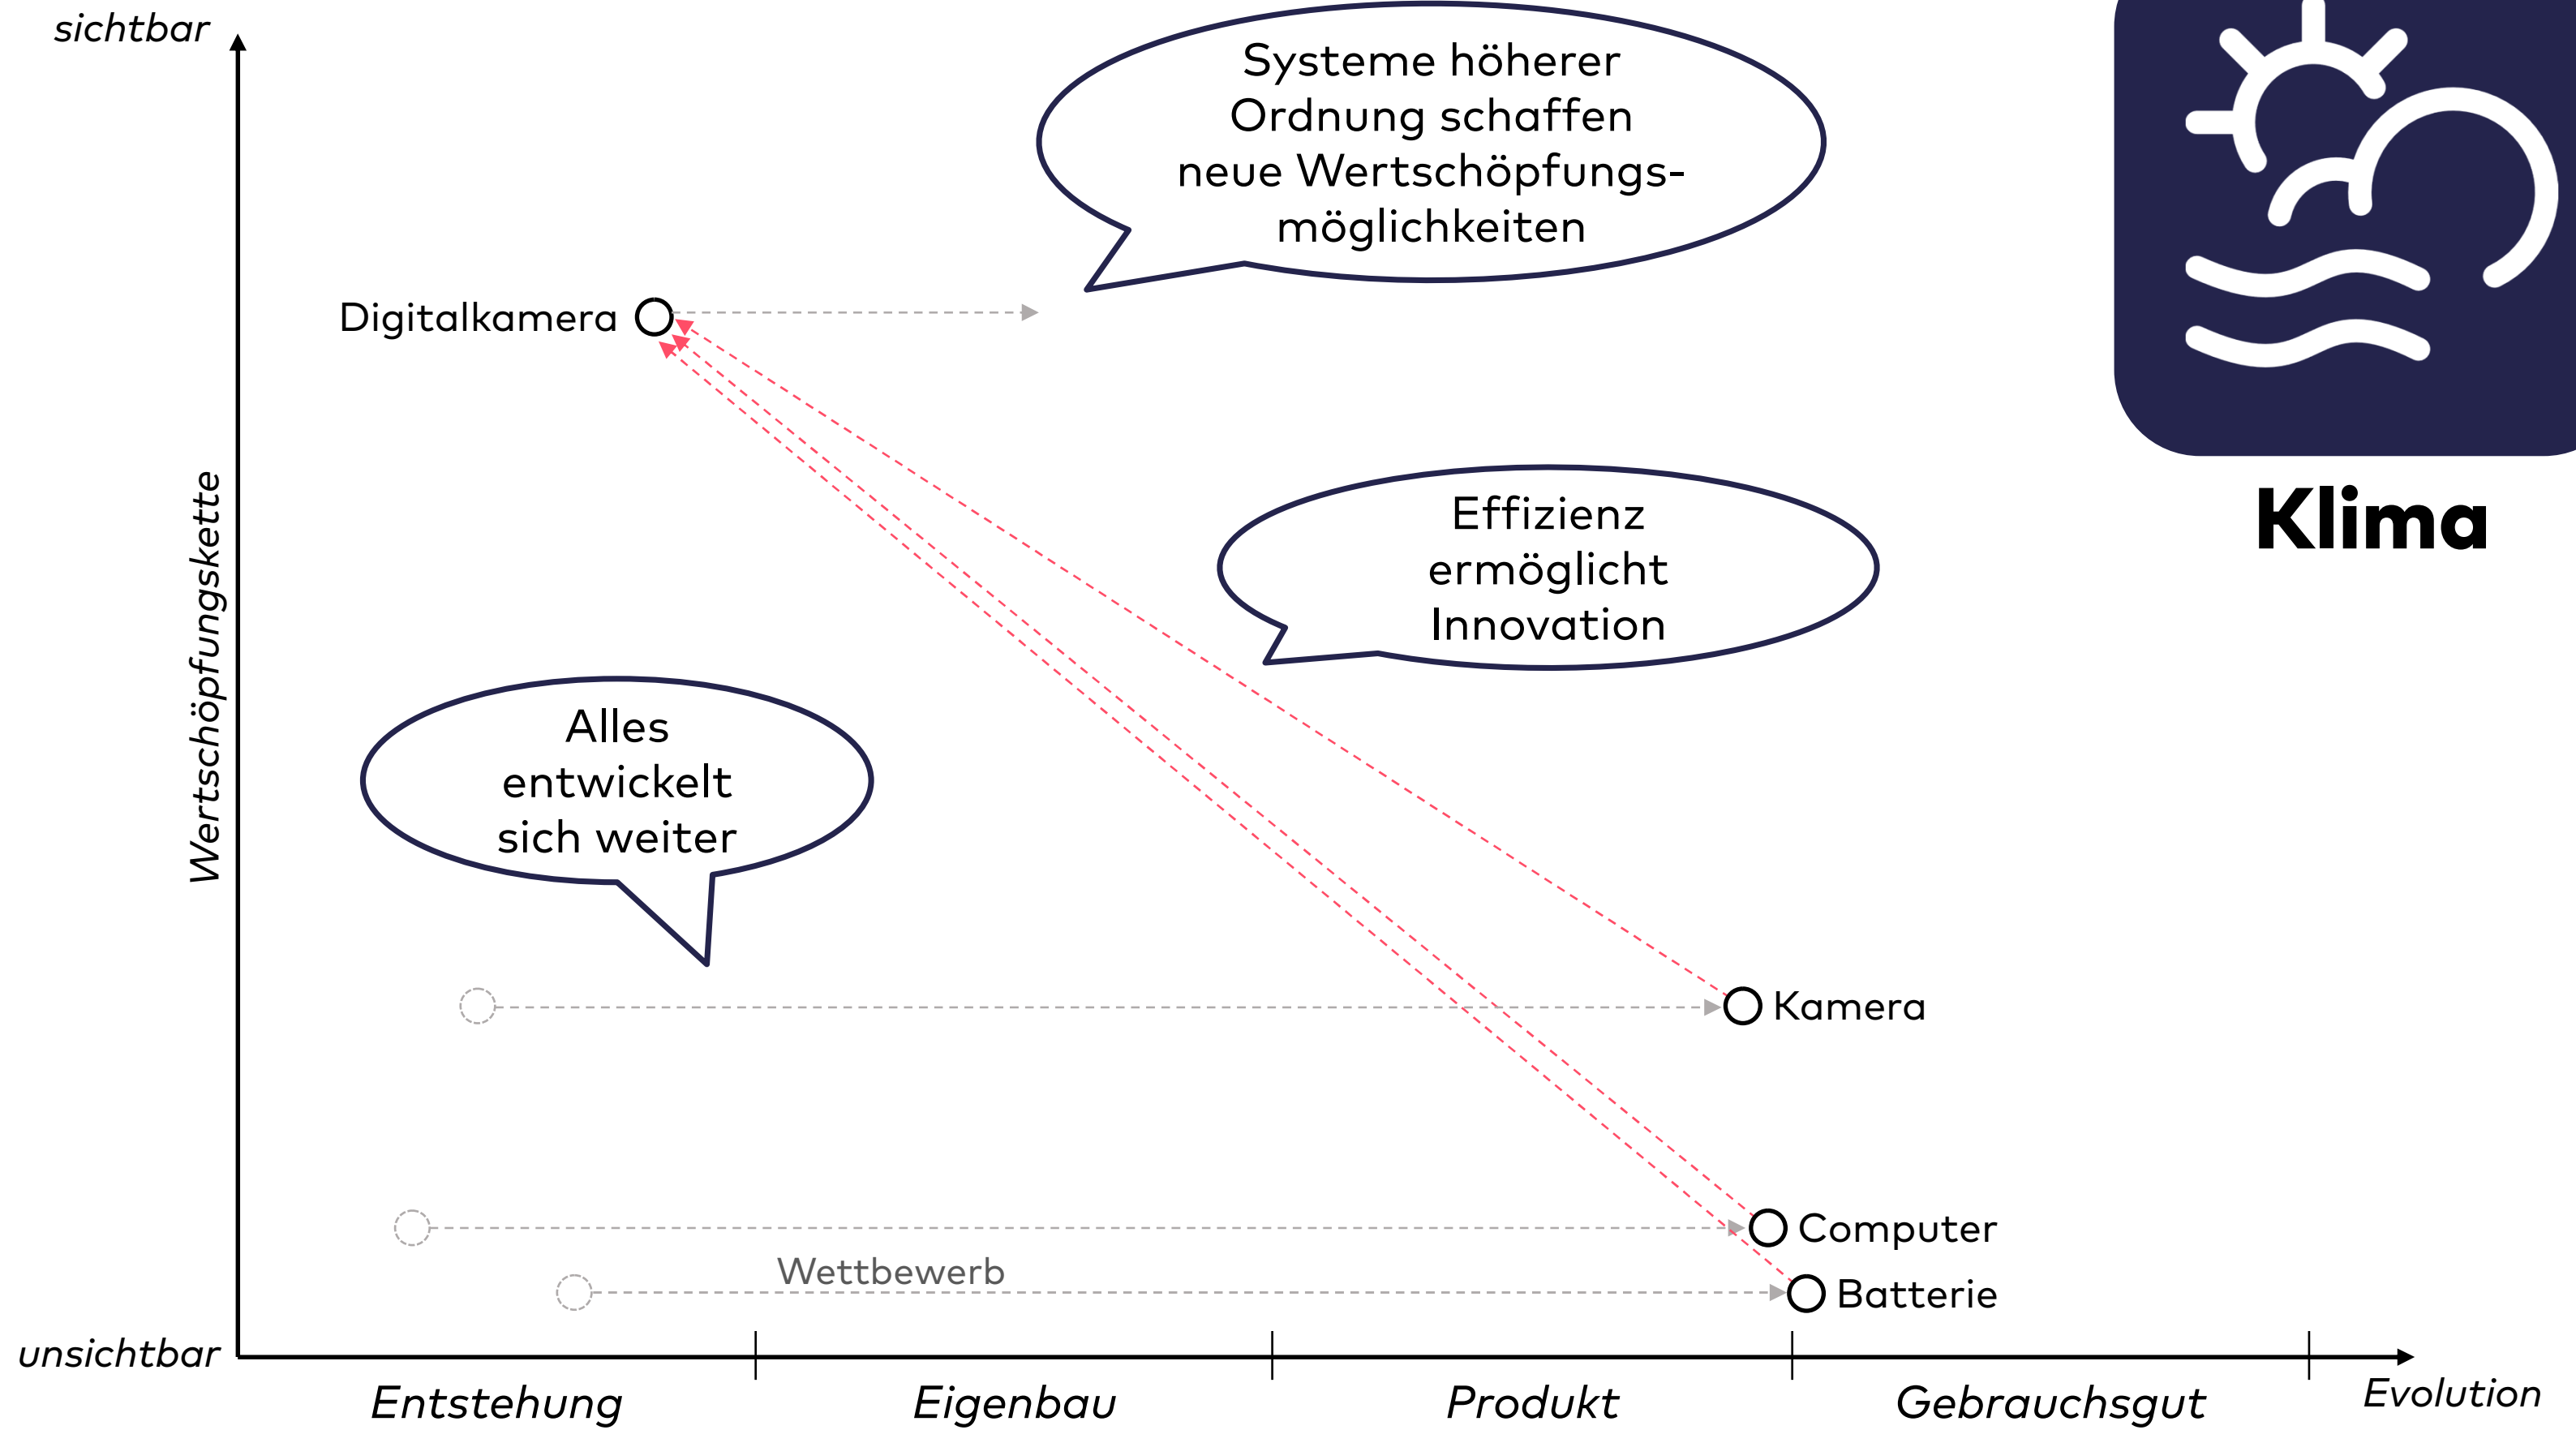 sichtbar
Systeme höherer
Ordnung schaffen
neue Wertschöpfungs-
möglichkeiten
Digitalkamera
Klima
Effizienz
ermöglicht
Innovation
Wertschöpfungskette
Alles
entwickelt
sich weiter
Kamera
Computer
Wettbewerb
Batterie
unsichtbar
Entstehung
Eigenbau
Produkt
Gebrauchsgut
Evolution